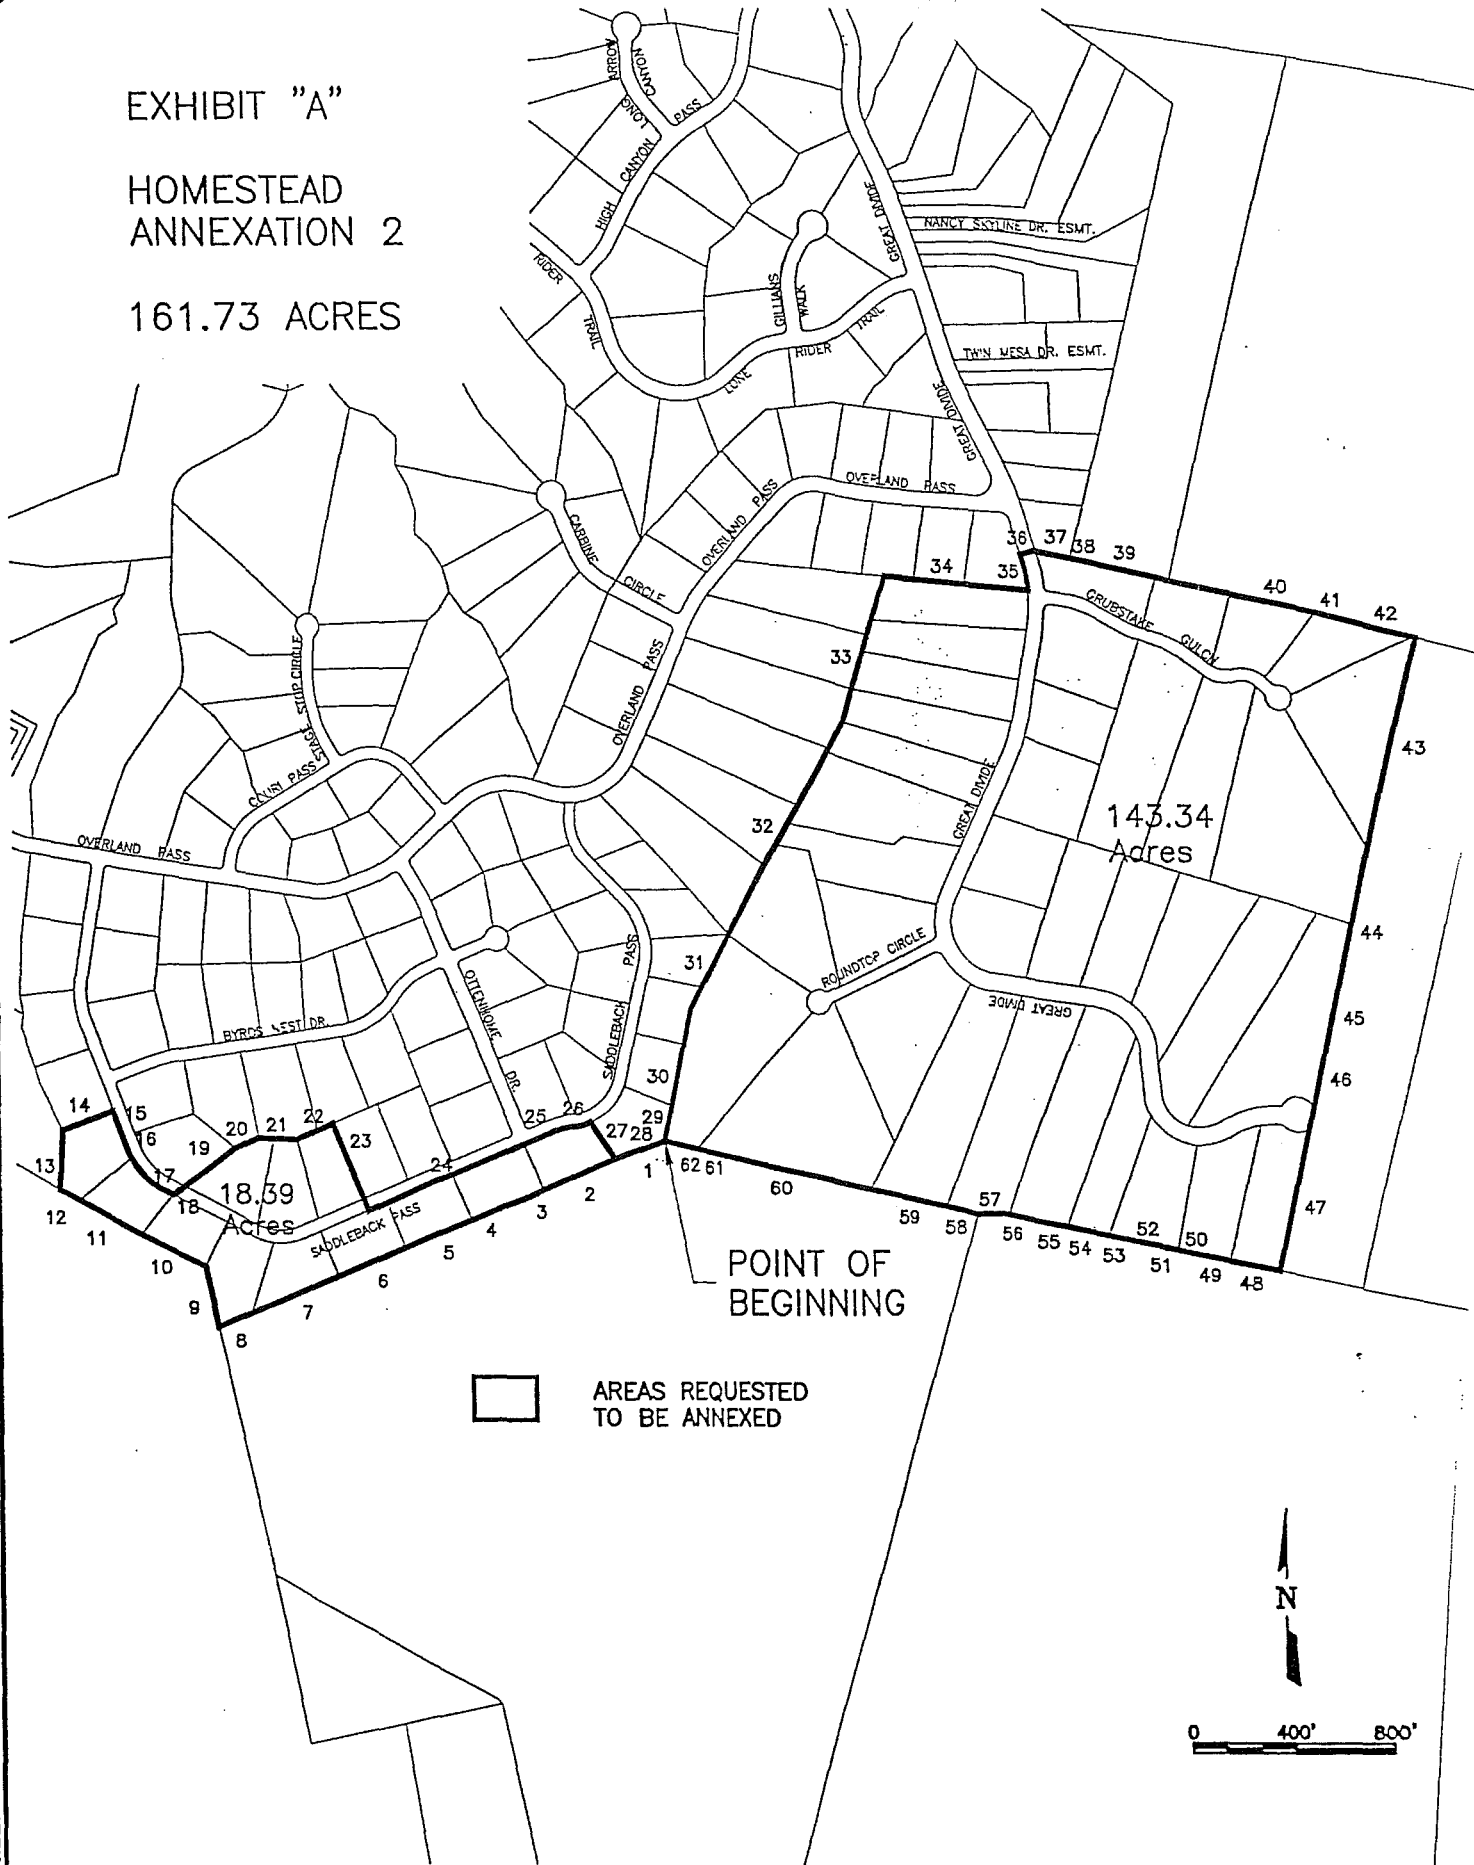 EXHIBIT "A"
HOMESTEAD
ANNEXATION 2
161.73 ACRES
ARROW
CANYON
LONG
CANYON
HIGH
PASS
RIDER
TRAIL
LONE
RIDER
TRAIL
GILLIANS
WALK
GREAT DIVIDE
NANCY SKYLINE DR. ESMT.
TWIN MESA DR. ESMT.
GREAT DIVIDE
GREAT DIVIDE
OVERLAND PASS
OVERLAND PASS
CARBINE
CIRCLE
OVERLAND PASS
STAGE STOP CIRCLE
PASS
OVERLAND PASS
BYRDS NEST DR.
DR.
SADDLEBACK PASS
SADDLEBACK PASS
GRUBSTAKE GULCH
GREAT DIVIDE
ROUNDTOP CIRCLE
GREAT DIVIDE
143.34
Acres
18.39
Acres
1
2
3
4
5
6
7
8
9
10
11
12
13
14
15
16
17
18
19
20
21
22
23
24
25
26
27
28
29
30
31
32
33
34
35
36
37
38
39
40
41
42
43
44
45
46
47
48
49
50
51
52
53
54
55
56
57
58
59
60
61
62
POINT OF
BEGINNING
AREAS REQUESTED
TO BE ANNEXED
N
0 400' 800'